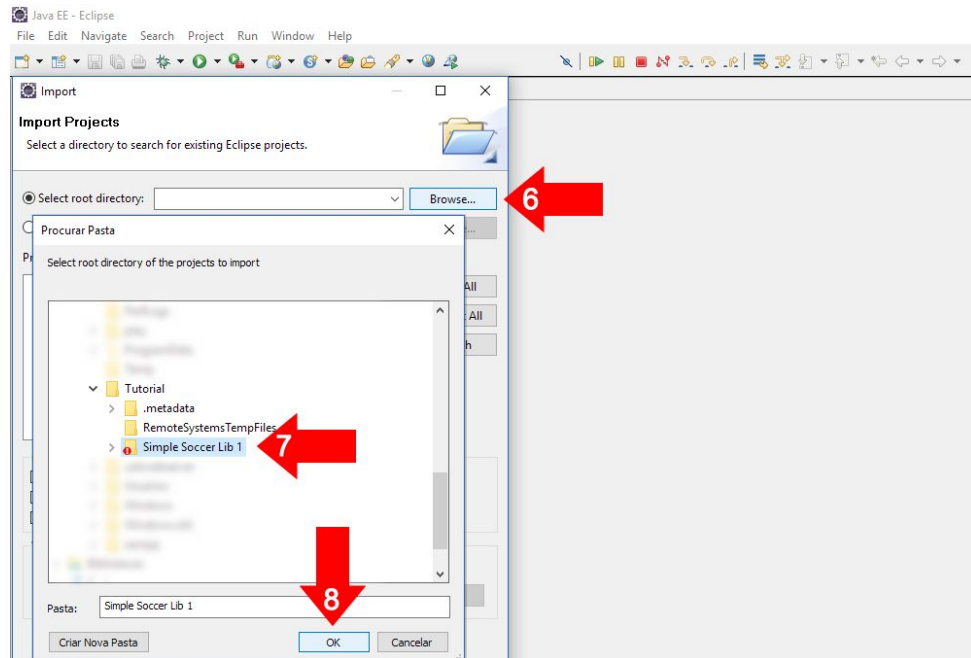 Java EE - Eclipse
File Edit Navigate Search Project Run Window Help
Import
Import Projects
Select a directory to search for existing Eclipse projects.
Select root directory:
Browse...
6
Procurar Pasta
Select root directory of the projects to import
All
All
h
Tutorial
.metadata
RemoteSystemsTempFiles
Simple Soccer Lib 1
7
8
Pasta: Simple Soccer Lib 1
Criar Nova Pasta OK Cancelar